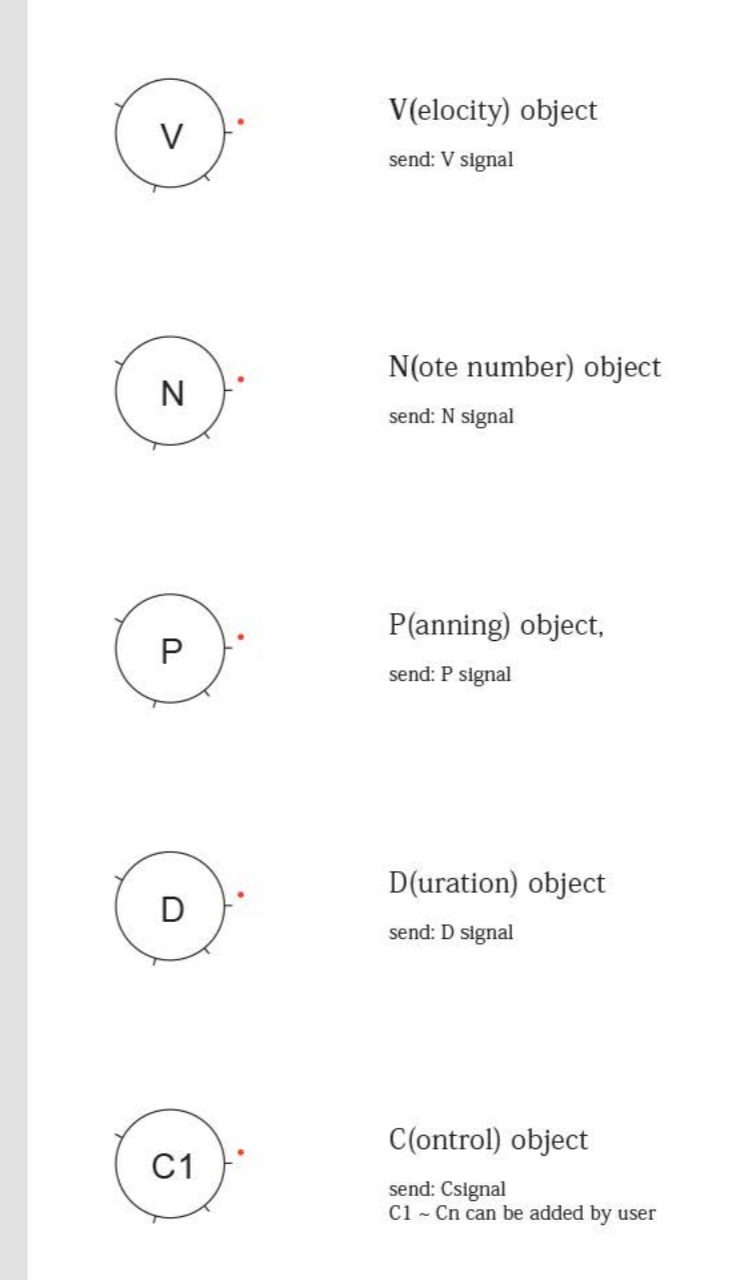 V
V(elocity) object
send: V signal
N
N(ote number) object
send: N signal
P
P(anning) object,
send: P signal
D
D(uration) object
send: D signal
C1
C(ontrol) object
send: Csignal
C1 ~ Cn can be added by user